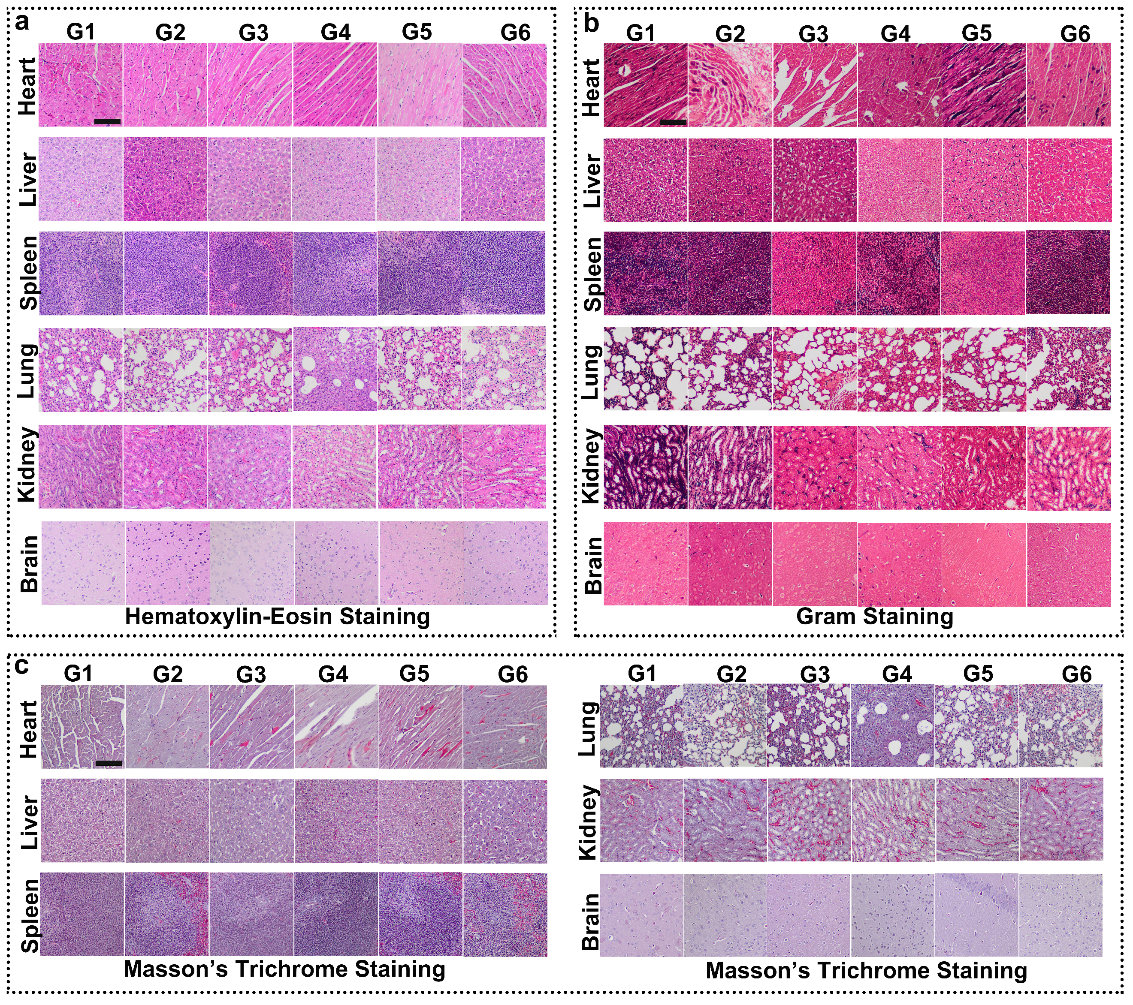 a
G1 G2 G3 G4 G5 G6
Heart
Liver
Spleen
Lung
Kidney
Brain
Hematoxylin-Eosin Staining
b
G1 G2 G3 G4 G5 G6
Heart
Liver
Spleen
Lung
Kidney
Brain
Gram Staining
c
G1 G2 G3 G4 G5 G6
Heart
Liver
Spleen
Masson's Trichrome Staining
G1 G2 G3 G4 G5 G6
Lung
Kidney
Brain
Masson's Trichrome Staining